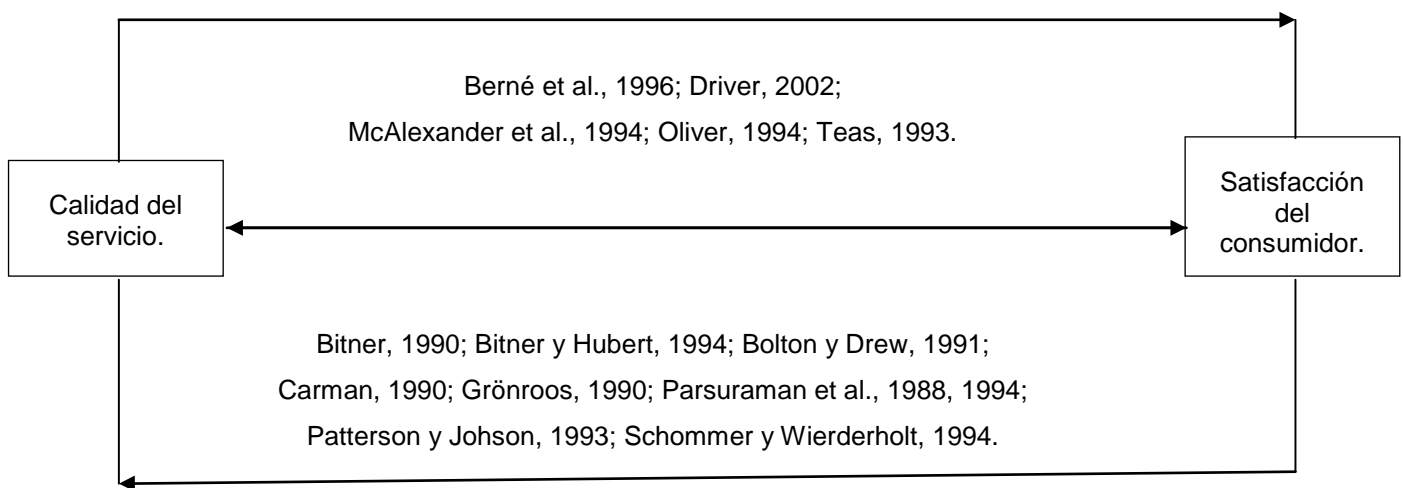 Berné et al., 1996; Driver, 2002;
McAlexander et al., 1994; Oliver, 1994; Teas, 1993.
Calidad del
servicio.
Satisfacción
del
consumidor.
Bitner, 1990; Bitner y Hubert, 1994; Bolton y Drew, 1991;
Carman, 1990; Grönroos, 1990; Parsuraman et al., 1988, 1994;
Patterson y Johson, 1993; Schommer y Wierderholt, 1994.